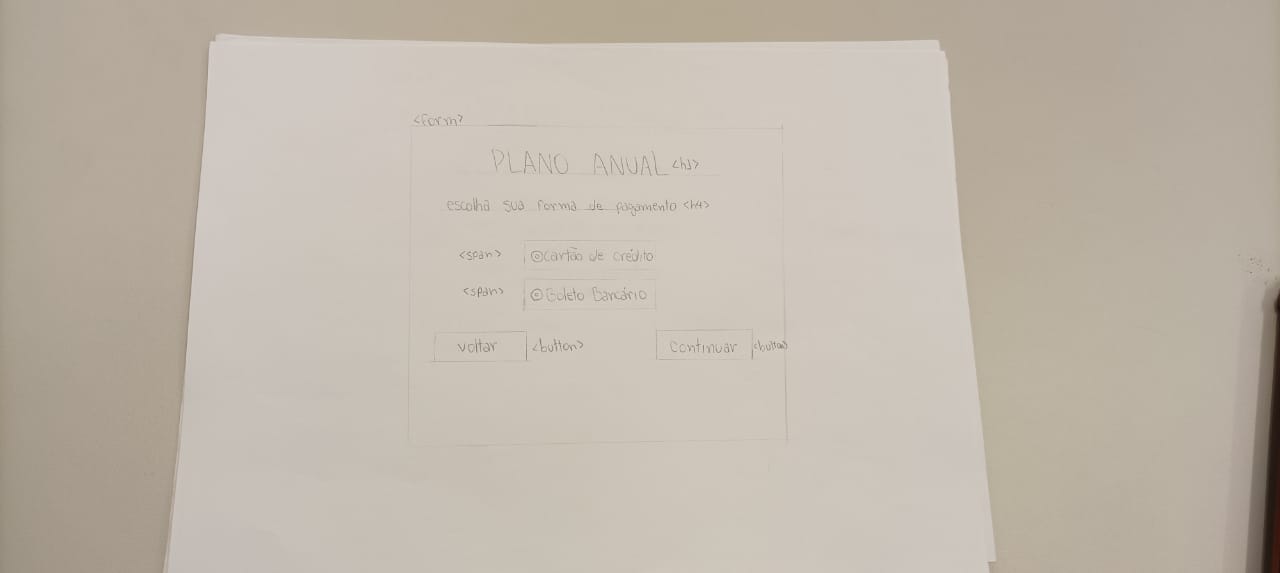 <form>
PLANO ANUAL <h1>
escolha sua forma de pagamento <h4>
<span> Cartão de crédito
<span> Boleto Bancário
Voltar <button> Continuar <button>